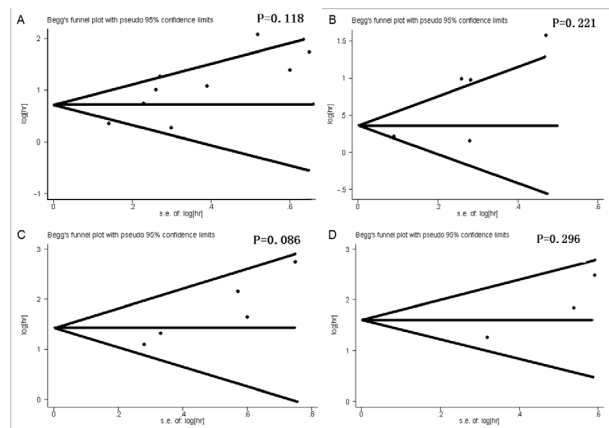 A
Begg's funnel plot with pseudo 95% confidence limits
P=0.118
log[hr]
2
1
0
-1
0
.2
.4
.6
s.e. of: log[hr]
B
Begg's funnel plot with pseudo 95% confidence limits
P=0.221
log[hr]
1.5
1
.5
0
-.5
0
.2
.4
.6
s.e. of: log[hr]
C
Begg's funnel plot with pseudo 95% confidence limits
P=0.086
log[hr]
3
2
1
0
0
.2
.4
.6
.8
s.e. of: log[hr]
D
Begg's funnel plot with pseudo 95% confidence limits
P=0.296
log[hr]
3
2
1
0
0
.2
.4
.6
s.e. of: log[hr]